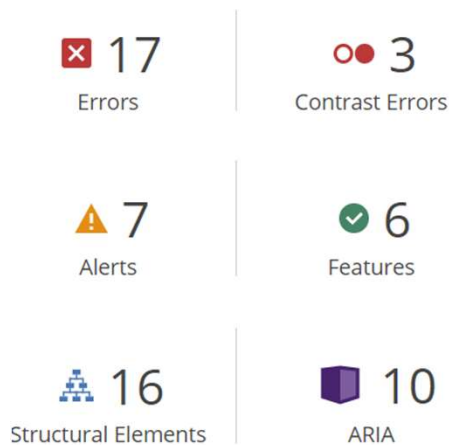 17 3
Errors Contrast Errors
7 6
Alerts Features
16 10
Structural Elements ARIA